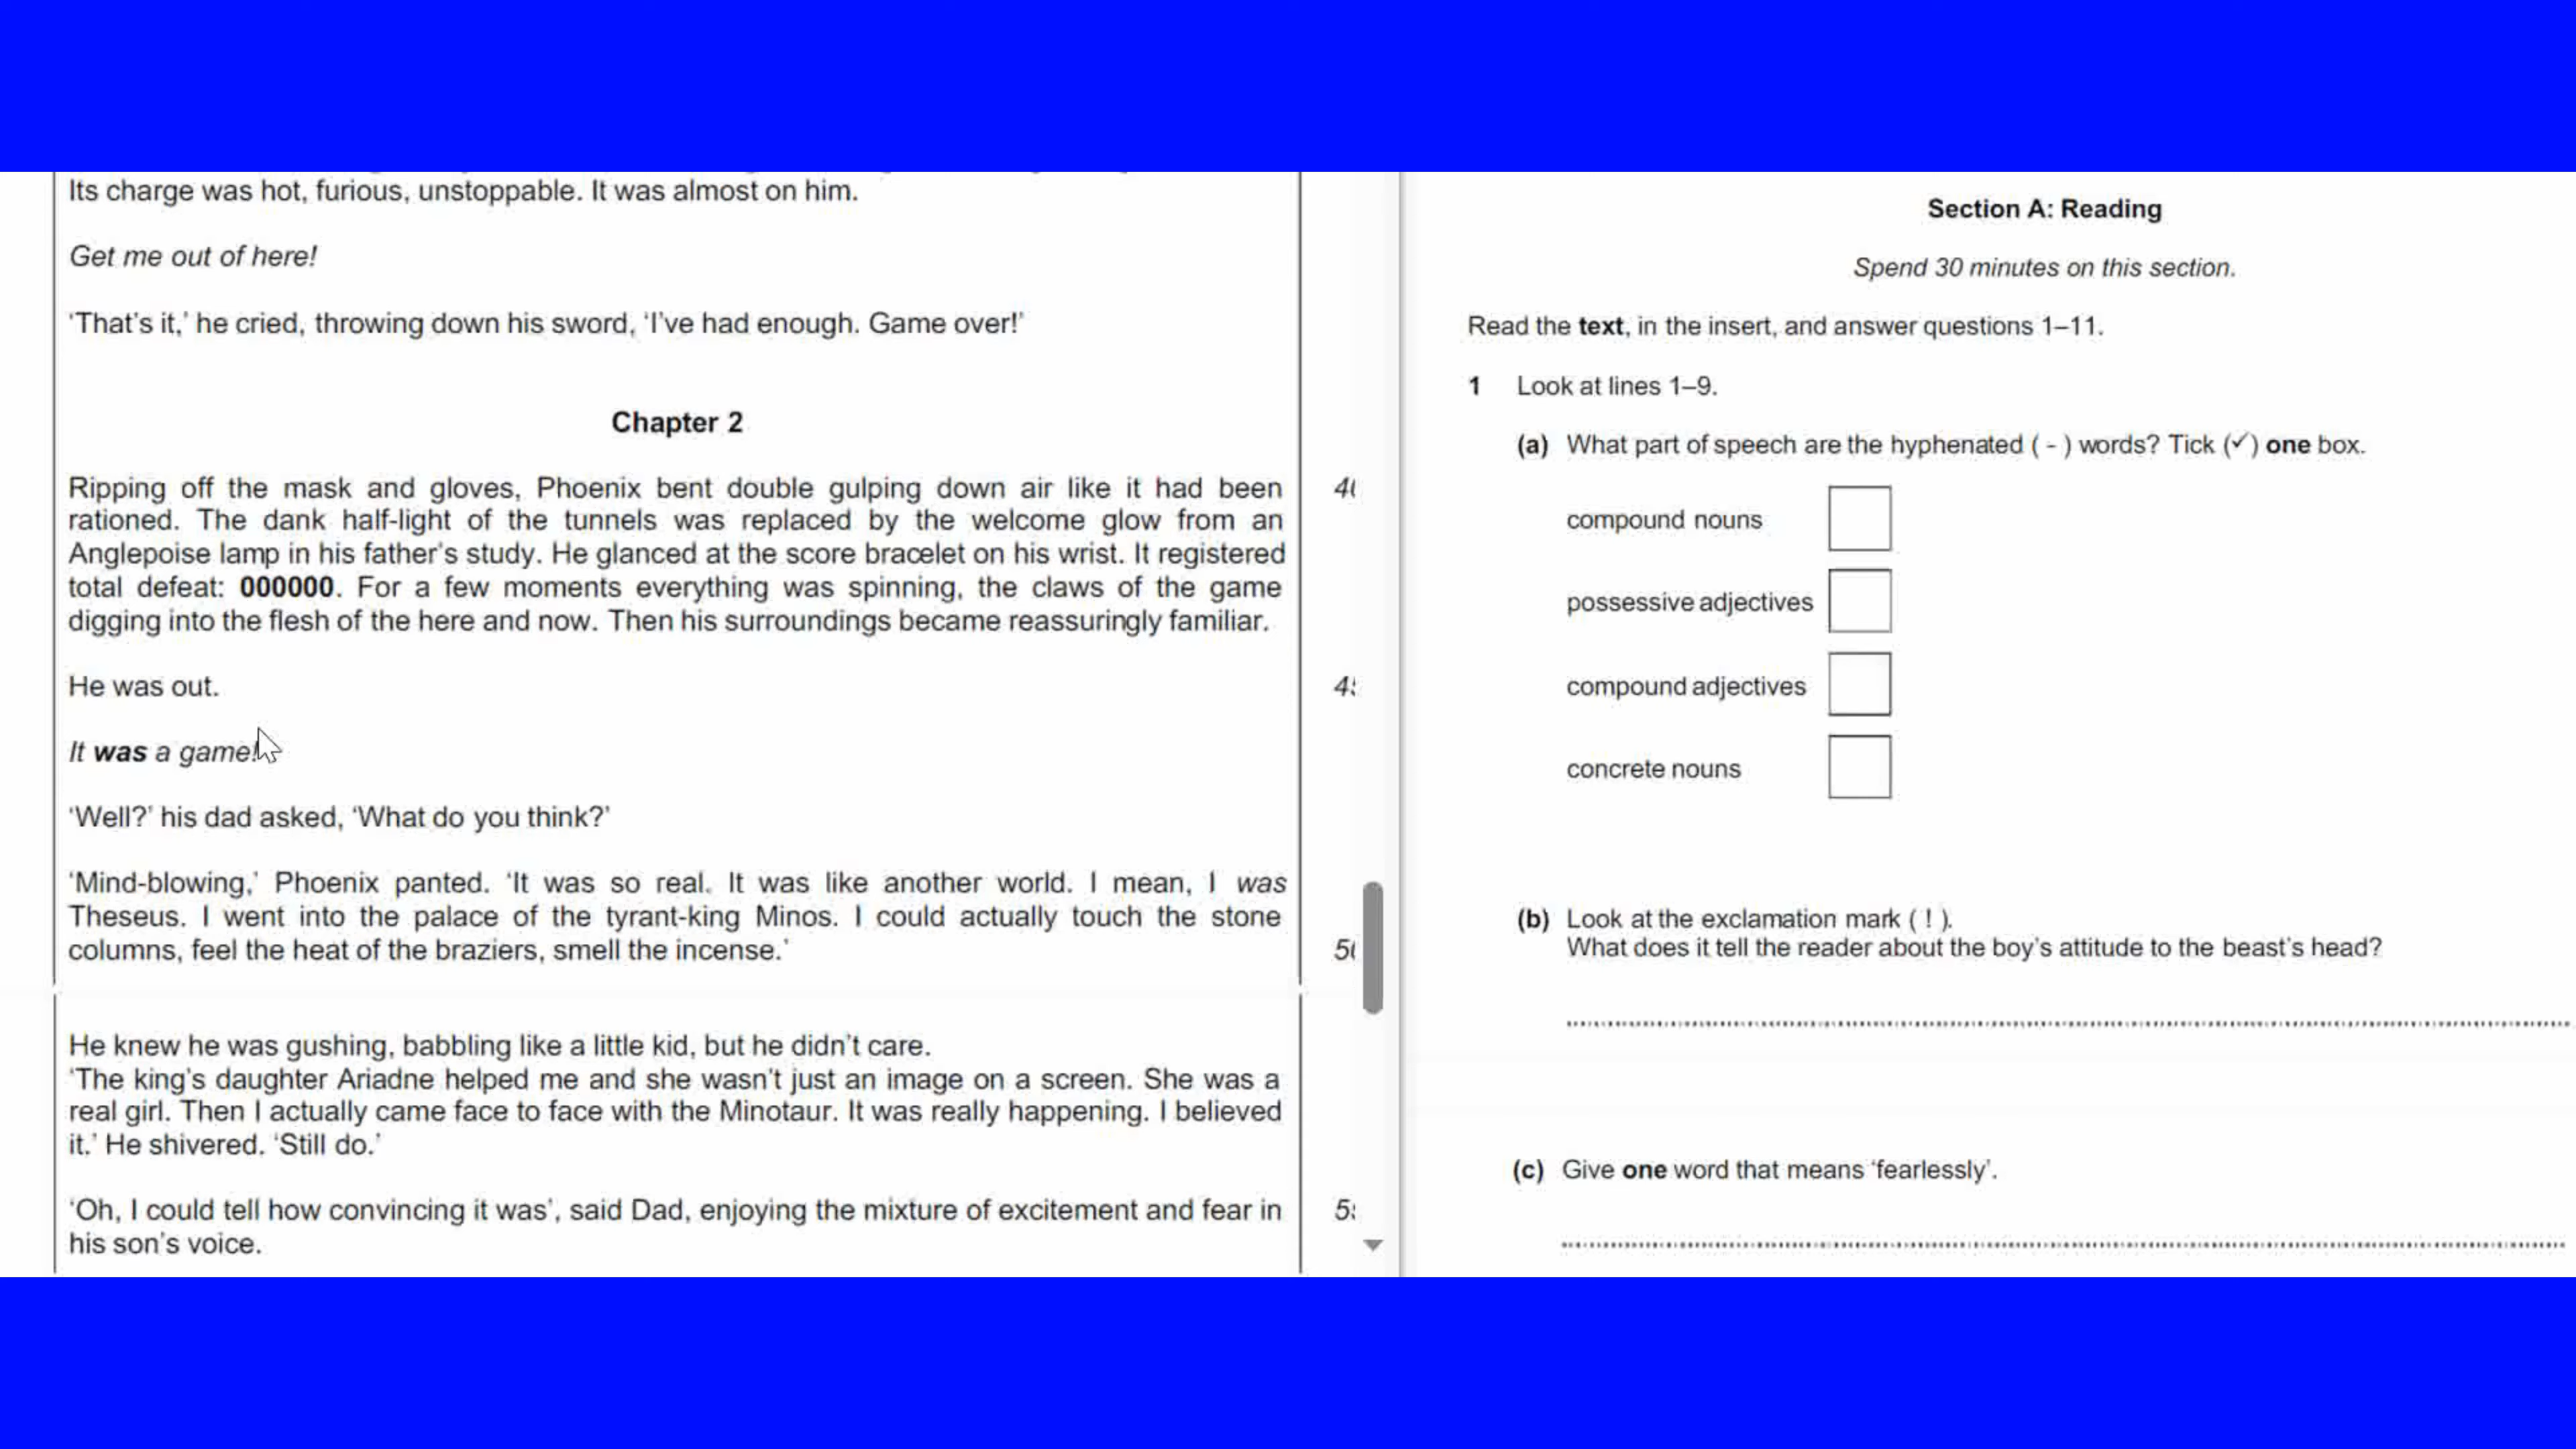 Its charge was hot, furious, unstoppable. It was almost on him.
Get me out of here!
'That's it,' he cried, throwing down his sword, 'I've had enough. Game over!'
Chapter 2
Ripping off the mask and gloves, Phoenix bent double gulping down air like it had been
rationed. The dank half-light of the tunnels was replaced by the welcome glow from an
Anglepoise lamp in his father's study. He glanced at the score bracelet on his wrist. It registered
total defeat: 000000. For a few moments everything was spinning, the claws of the game
digging into the flesh of the here and now. Then his surroundings became reassuringly familiar.
He was out.
It was a game!
'Well?' his dad asked, 'What do you think?'
'Mind-blowing,' Phoenix panted. 'It was so real. It was like another world. I mean, I was
Theseus. I went into the palace of the tyrant-king Minos. I could actually touch the stone
columns, feel the heat of the braziers, smell the incense.'
He knew he was gushing, babbling like a little kid, but he didn't care.
'The king's daughter Ariadne helped me and she wasn't just an image on a screen. She was a
real girl. Then I actually came face to face with the Minotaur. It was really happening. I believed
it.' He shivered. 'Still do.'
'Oh, I could tell how convincing it was', said Dad, enjoying the mixture of excitement and fear in
his son's voice.
Section A: Reading
Spend 30 minutes on this section.
Read the text, in the insert, and answer questions 1–11.
1 Look at lines 1–9.
(a) What part of speech are the hyphenated ( - ) words? Tick (✓) one box.
compound nouns
possessive adjectives
compound adjectives
concrete nouns
(b) Look at the exclamation mark ( ! ).
What does it tell the reader about the boy's attitude to the beast's head?
(c) Give one word that means 'fearlessly'.